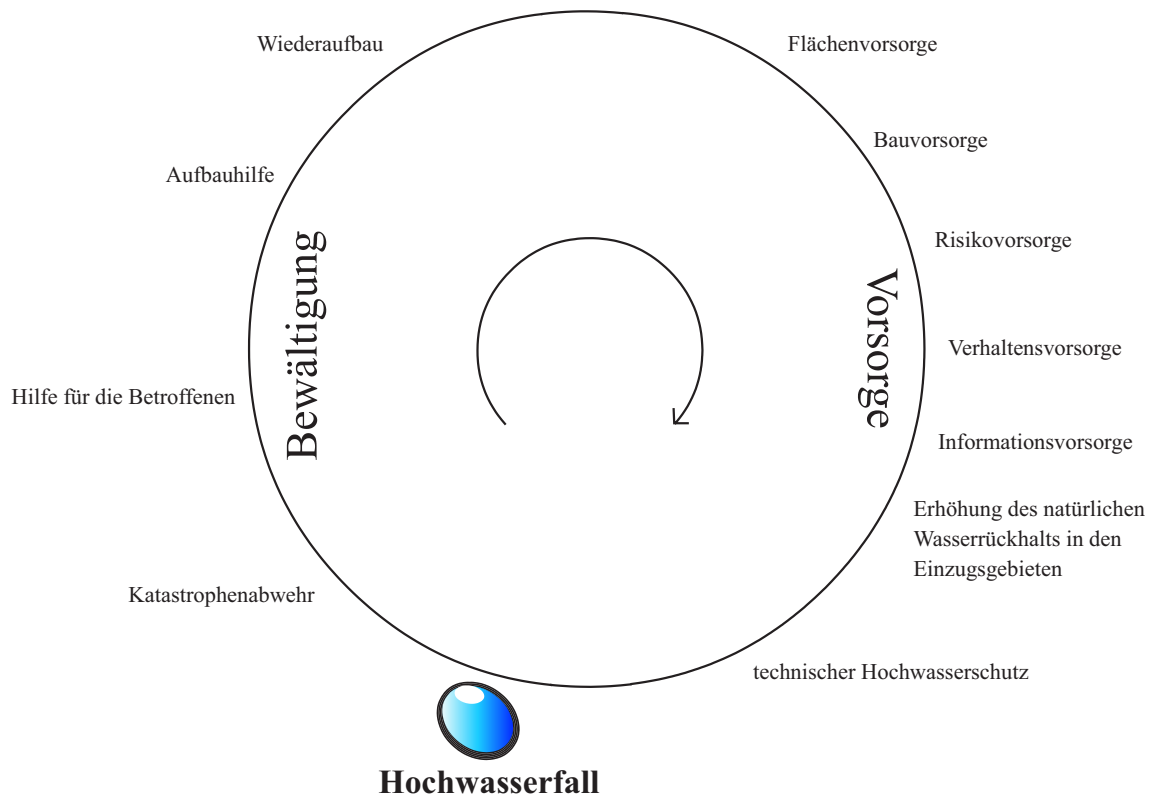 Wiederaufbau
Flächenvorsorge
Bauvorsorge
Aufbauhilfe
Risikovorsorge
Bewältigung
Vorsorge
Verhaltensvorsorge
Hilfe für die Betroffenen
Informationsvorsorge
Erhöhung des natürlichen
Wasserrückhalts in den
Einzugsgebieten
Katastrophenabwehr
technischer Hochwasserschutz
Hochwasserfall